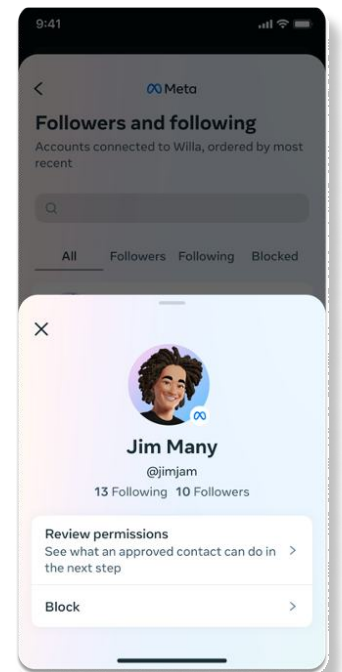 9:41
Meta
Followers and following
Accounts connected to Willa, ordered by most
recent
All Followers Following Blocked
Jim Many
@jimjam
13 Following 10 Followers
Review permissions
See what an approved contact can do in
the next step
Block